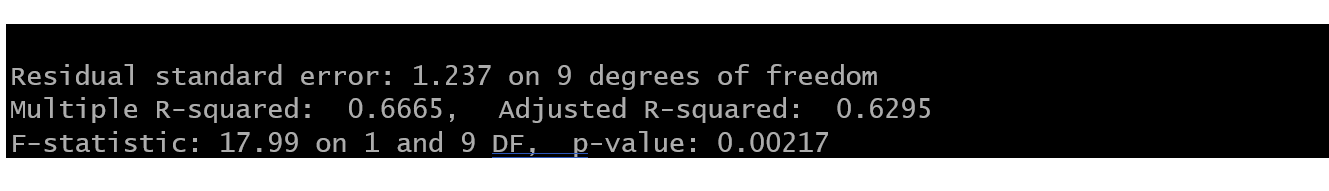 Residual standard error: 1.237 on 9 degrees of freedom
Multiple R-squared:  0.6665,	Adjusted R-squared:  0.6295
F-statistic: 17.99 on 1 and 9 DF,  p-value: 0.00217